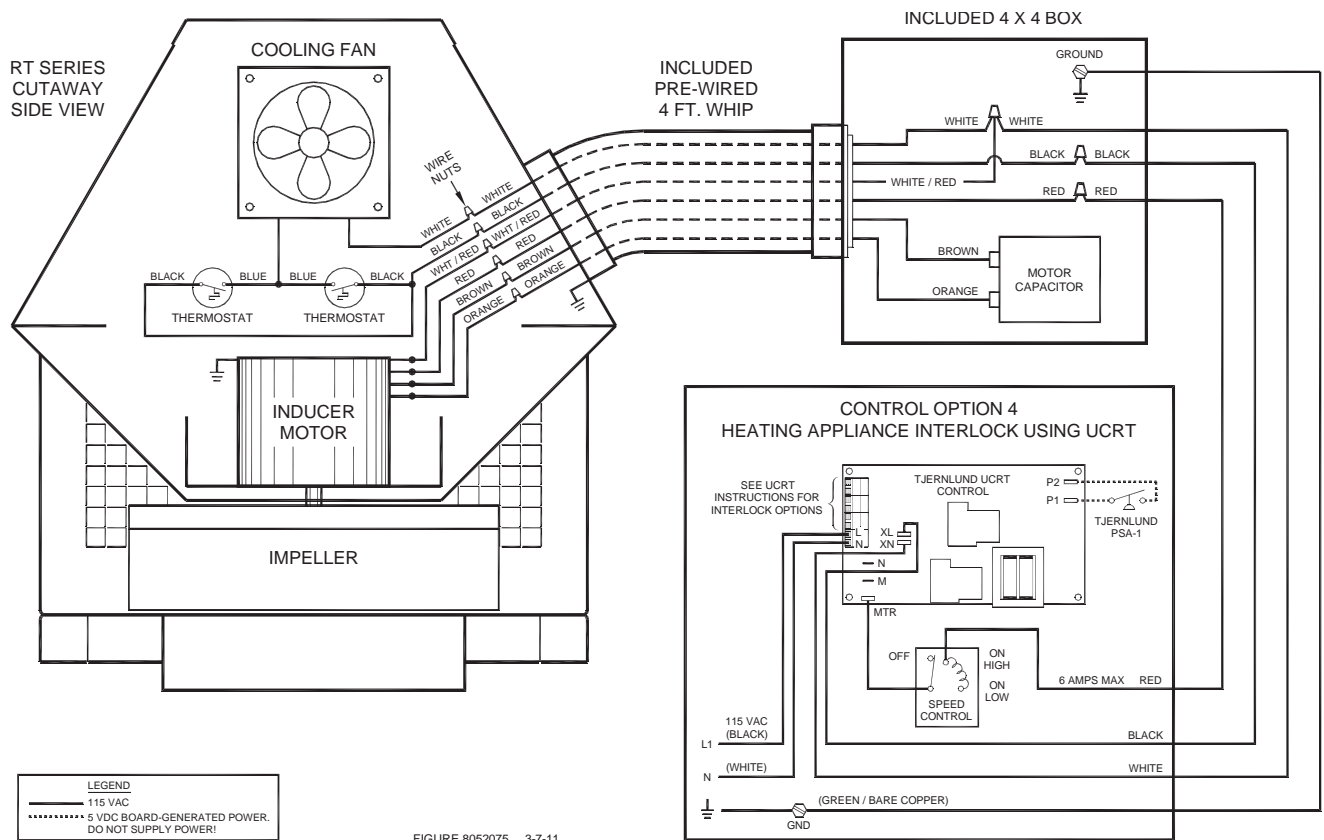 RT SERIES
CUTAWAY
SIDE VIEW
COOLING FAN
INCLUDED
PRE-WIRED
4 FT. WHIP
INCLUDED 4 X 4 BOX
GROUND
WIRE
NUTS
WHITE
WHITE
BLACK
BLACK
WHT / RED
WHT / RED
RED
RED
BROWN
BROWN
ORANGE
ORANGE
WHITE
WHITE
BLACK
BLACK
WHITE / RED
RED
RED
BROWN
ORANGE
MOTOR
CAPACITOR
BLACK
BLUE
BLUE
BLACK
THERMOSTAT
THERMOSTAT
INDUCER
MOTOR
IMPELLER
CONTROL OPTION 4
HEATING APPLIANCE INTERLOCK USING UCRT
SEE UCRT
INSTRUCTIONS FOR
INTERLOCK OPTIONS
TJERNLUND UCRT
CONTROL
P2
P1
TJERNLUND
PSA-1
L
N
XL
XN
N
M
MTR
OFF
ON
HIGH
ON
LOW
SPEED
CONTROL
6 AMPS MAX
RED
115 VAC
(BLACK)
L1
BLACK
N
(WHITE)
WHITE
(GREEN / BARE COPPER)
GND
LEGEND
115 VAC
5 VDC BOARD-GENERATED POWER.
DO NOT SUPPLY POWER!
FIGURE 8052075 3-7-11